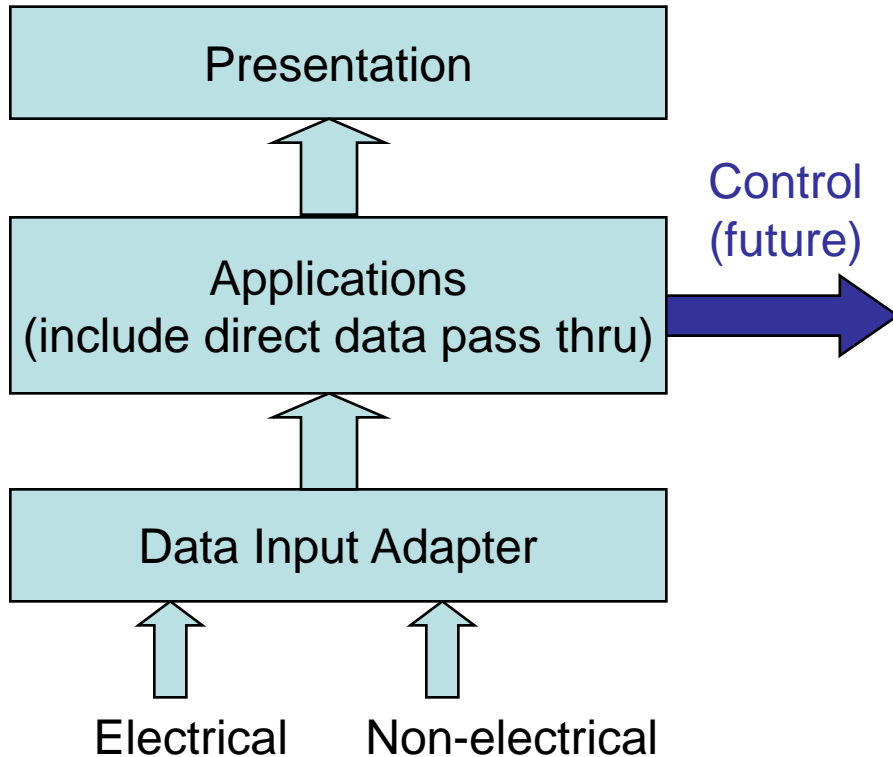 Presentation
Control
(future)
Applications
(include direct data pass thru)
Data Input Adapter
Electrical
Non-electrical